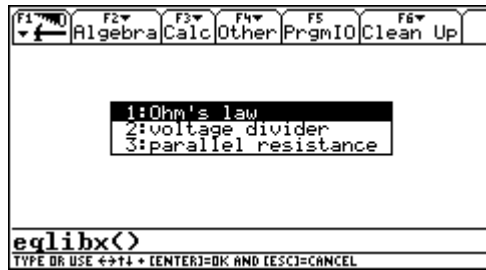 F1▼ F2▼ F3▼ F4▼ F5 F6▼
Algebra Calc Other PrgmIO Clean Up
1:Ohm's law
2:voltage divider
3:parallel resistance
eqlibx()
TYPE OR USE ←→↑↓ + [ENTER]=OK AND [ESC]=CANCEL